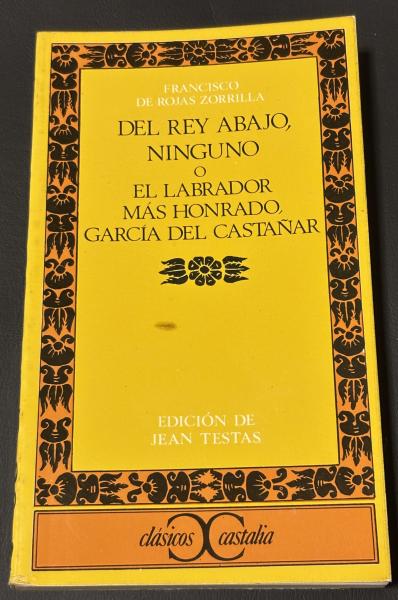 FRANCISCO
DE ROJAS ZORRILLA
DEL REY ABAJO,
NINGUNO
O
EL LABRADOR
MÁS HONRADO,
GARCÍA DEL CASTAÑAR
EDICIÓN DE
JEAN TESTAS
clásicos castalia